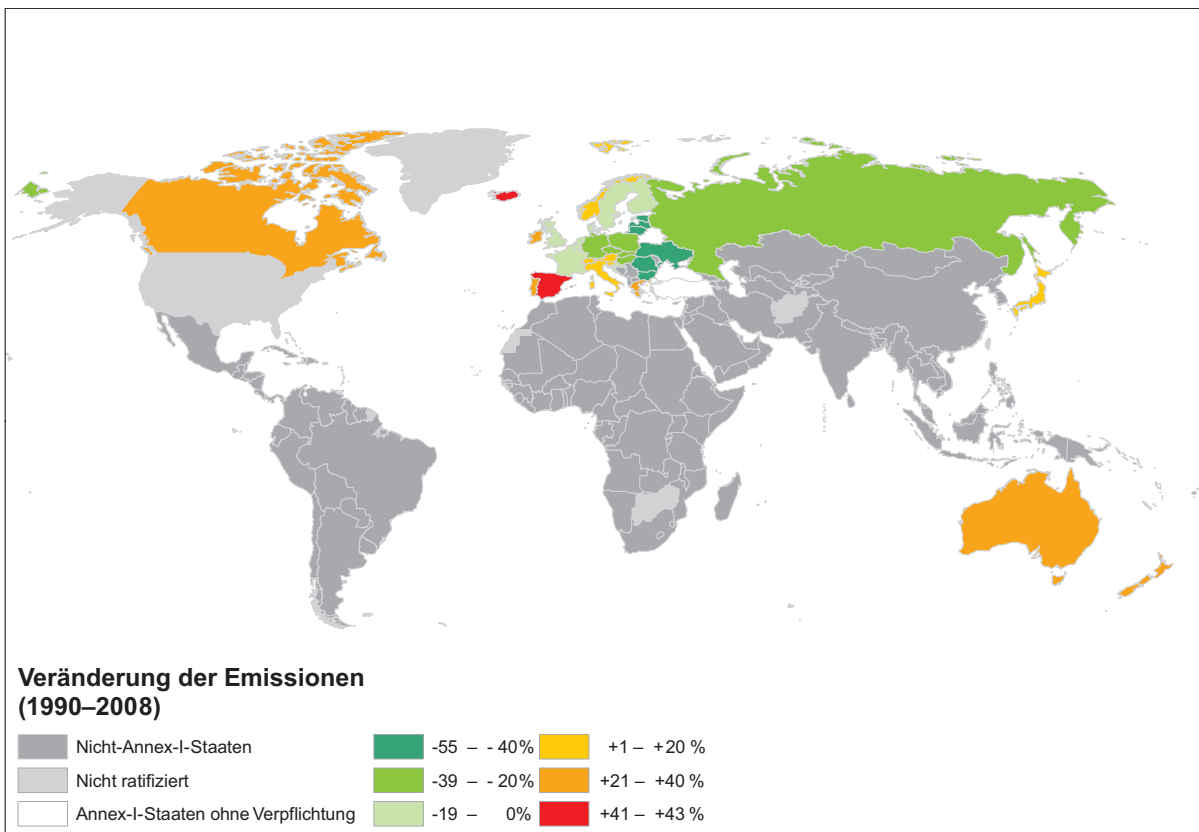 Veränderung der Emissionen
(1990–2008)
Nicht-Annex-I-Staaten
Nicht ratifiziert
Annex-I-Staaten ohne Verpflichtung
-55 – - 40%
-39 – - 20%
-19 – 0%
+1 – +20 %
+21 – +40 %
+41 – +43 %